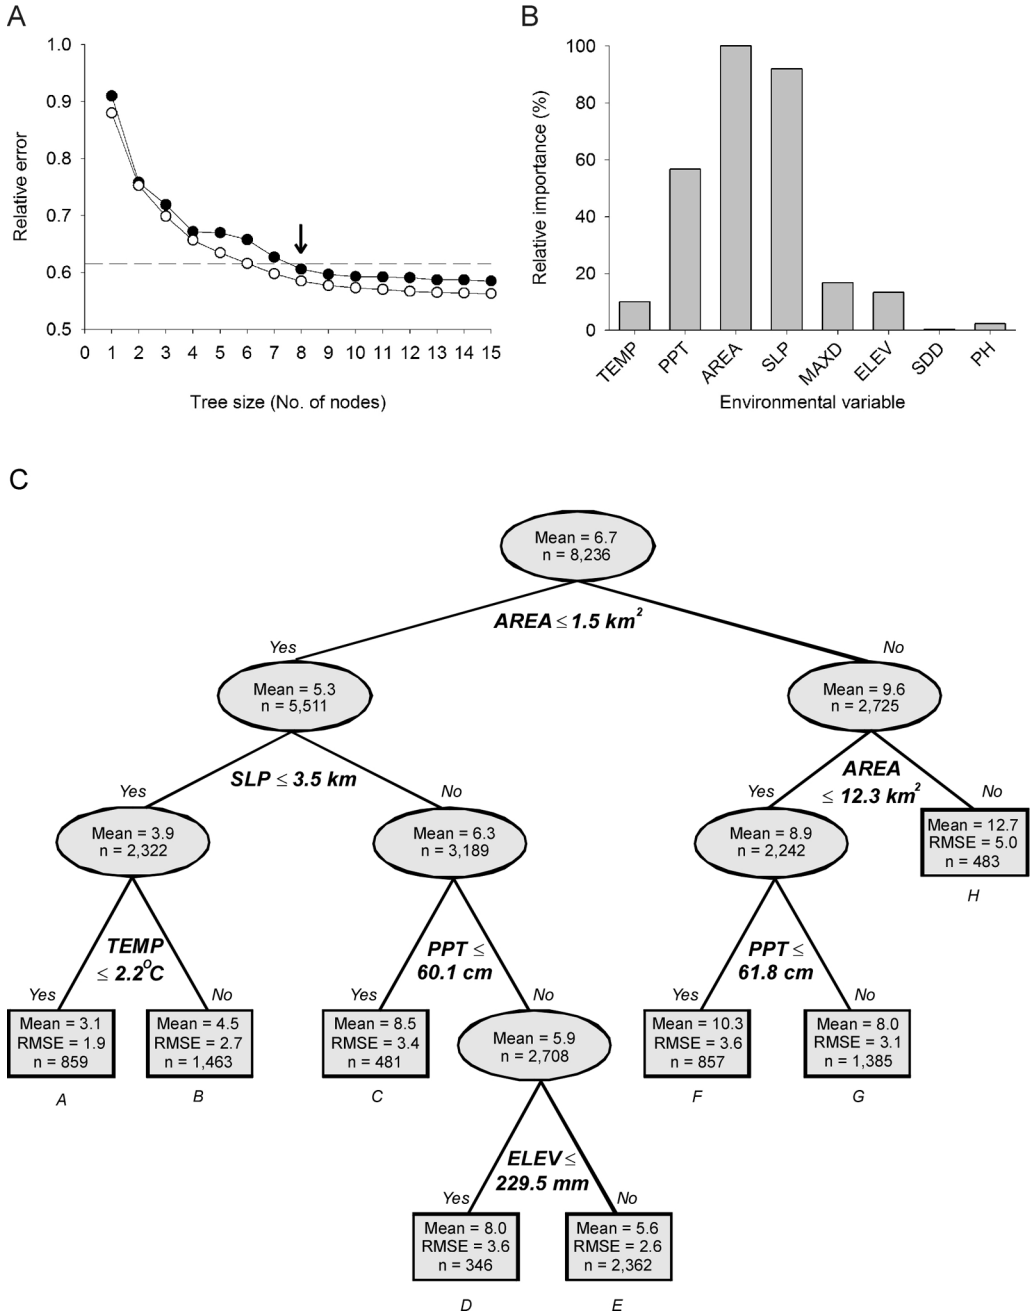 A
1.0
0.9
0.8
0.7
0.6
0.5
Relative error
0 1 2 3 4 5 6 7 8 9 10 11 12 13 14 15
Tree size (No. of nodes)
B
100
80
60
40
20
0
Relative importance (%)
TEMP PPT AREA SLP MAXD ELEV SDD PH
Environmental variable
C
Mean = 6.7
n = 8,236
AREA ≤ 1.5 km²
Yes
No
Mean = 5.3
n = 5,511
Mean = 9.6
n = 2,725
SLP ≤ 3.5 km
Yes
No
AREA
≤ 12.3 km²
Yes
No
Mean = 3.9
n = 2,322
Mean = 6.3
n = 3,189
Mean = 8.9
n = 2,242
Mean = 12.7
RMSE = 5.0
n = 483
H
TEMP
≤ 2.2°C
Yes
No
PPT ≤
60.1 cm
Yes
No
PPT ≤
61.8 cm
Yes
No
Mean = 3.1
RMSE = 1.9
n = 859
A
Mean = 4.5
RMSE = 2.7
n = 1,463
B
Mean = 8.5
RMSE = 3.4
n = 481
C
Mean = 5.9
n = 2,708
Mean = 10.3
RMSE = 3.6
n = 857
F
Mean = 8.0
RMSE = 3.1
n = 1,385
G
ELEV ≤
229.5 mm
Yes
No
Mean = 8.0
RMSE = 3.6
n = 346
D
Mean = 5.6
RMSE = 2.6
n = 2,362
E